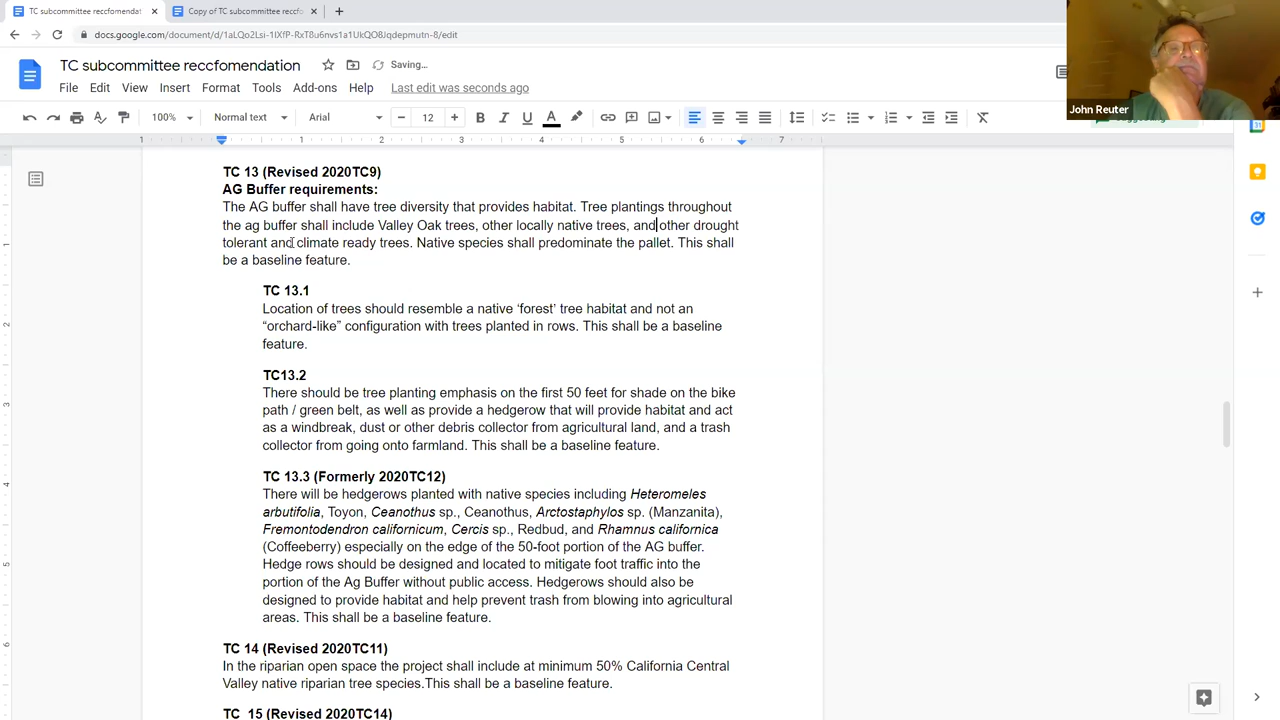 TC subcommittee reccfomendat
Copy of TC subcommittee reccf
docs.google.com/document/d/1aLQo2Lsi-1IXfP-RxT8u6nvs1a1UkQO8Jqdepmutn-8/edit
TC subcommittee reccfomendation
Saving…
File Edit View Insert Format Tools Add-ons Help Last edit was seconds ago
100% Normal text Arial 12 B I U A
1 1 2 3 4 5 6 7
John Reuter
TC 13 (Revised 2020TC9)
AG Buffer requirements:
The AG buffer shall have tree diversity that provides habitat. Tree plantings throughout
the ag buffer shall include Valley Oak trees, other locally native trees, and other drought
tolerant and climate ready trees. Native species shall predominate the pallet. This shall
be a baseline feature.
TC 13.1
Location of trees should resemble a native ‘forest’ tree habitat and not an
“orchard-like” configuration with trees planted in rows. This shall be a baseline
feature.
TC13.2
There should be tree planting emphasis on the first 50 feet for shade on the bike
path / green belt, as well as provide a hedgerow that will provide habitat and act
as a windbreak, dust or other debris collector from agricultural land, and a trash
collector from going onto farmland. This shall be a baseline feature.
TC 13.3 (Formerly 2020TC12)
There will be hedgerows planted with native species including Heteromeles
arbutifolia, Toyon, Ceanothus sp., Ceanothus, Arctostaphylos sp. (Manzanita),
Fremontodendron californicum, Cercis sp., Redbud, and Rhamnus californica
(Coffeeberry) especially on the edge of the 50-foot portion of the AG buffer.
Hedge rows should be designed and located to mitigate foot traffic into the
portion of the Ag Buffer without public access. Hedgerows should also be
designed to provide habitat and help prevent trash from blowing into agricultural
areas. This shall be a baseline feature.
TC 14 (Revised 2020TC11)
In the riparian open space the project shall include at minimum 50% California Central
Valley native riparian tree species.This shall be a baseline feature.
TC 15 (Revised 2020TC14)